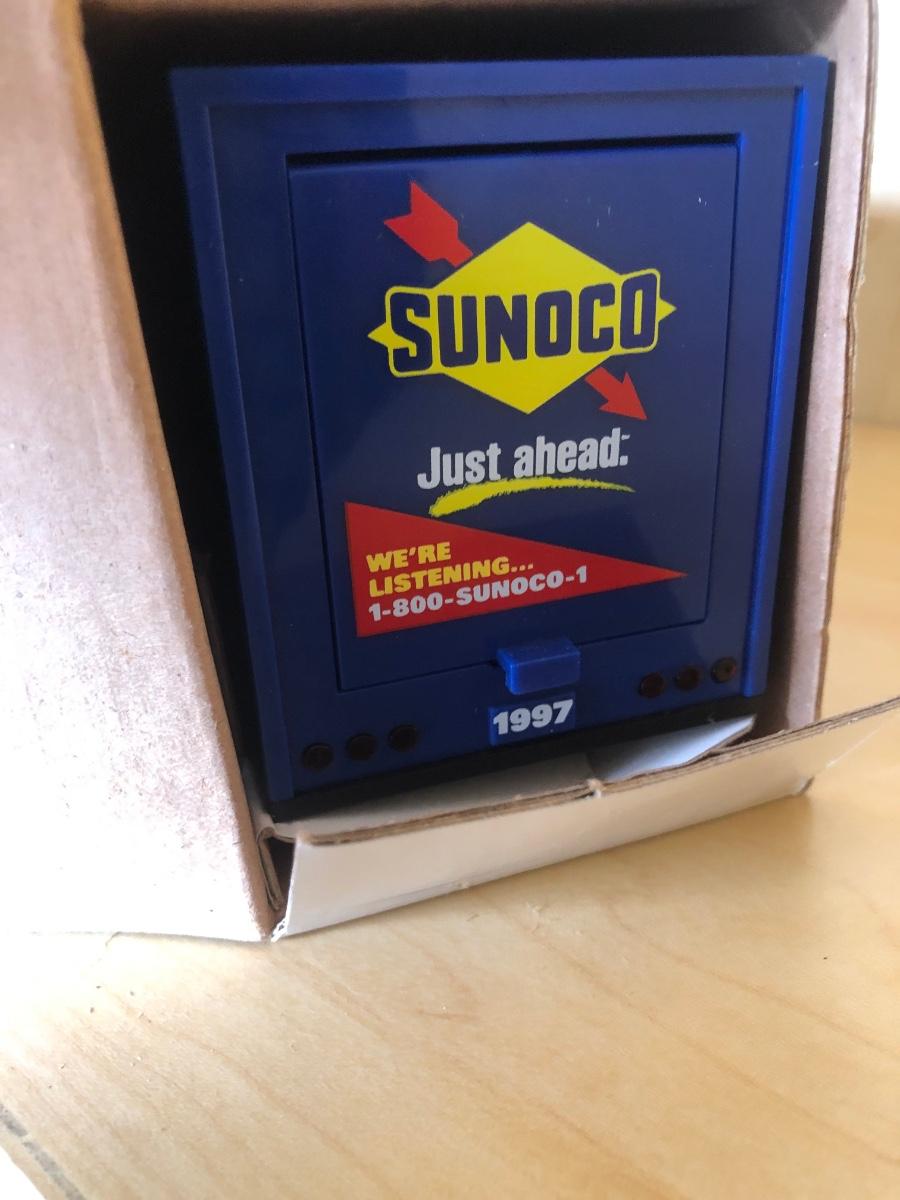 SUNOCO
Just ahead.
WE'RE
LISTENING...
1-800-SUNOCO-1
1997